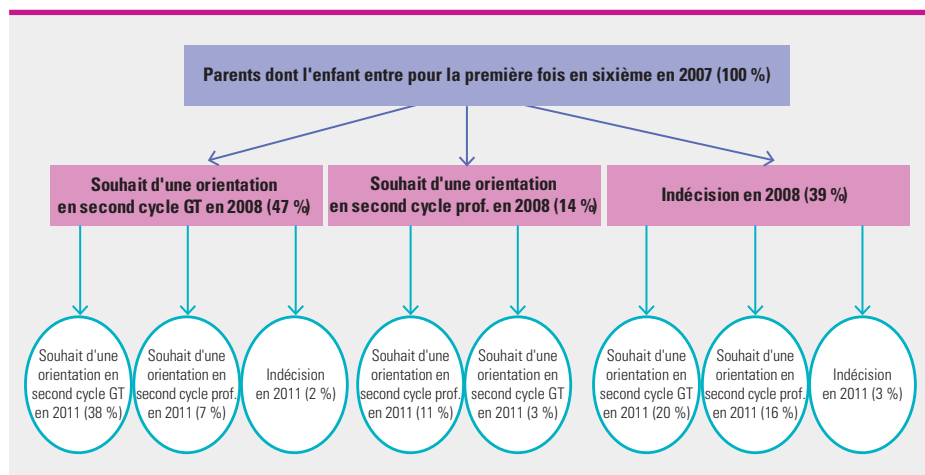 Parents dont l'enfant entre pour la première fois en sixième en 2007 (100 %)
Souhait d'une orientation
en second cycle GT en 2008 (47 %)
Souhait d'une orientation
en second cycle prof. en 2008 (14 %)
Indécision en 2008 (39 %)
Souhait d'une
orientation en
second cycle GT
en 2011 (38 %)
Souhait d'une
orientation en
second cycle prof.
en 2011 (7 %)
Indécision
en 2011 (2 %)
Souhait d'une
orientation en
second cycle prof.
en 2011 (11 %)
Souhait d'une
orientation en
second cycle GT
en 2011 (3 %)
Souhait d'une
orientation en
second cycle GT
en 2011 (20 %)
Souhait d'une
orientation en
second cycle prof.
en 2011 (16 %)
Indécision
en 2011 (3 %)